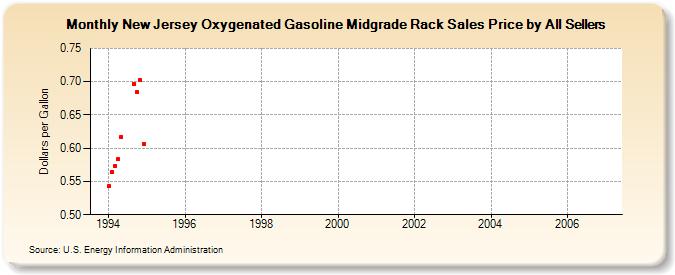 Monthly New Jersey Oxygenated Gasoline Midgrade Rack Sales Price by All Sellers
Dollars per Gallon
0.75
0.70
0.65
0.60
0.55
0.50
1994 1996 1998 2000 2002 2004 2006
Source: U.S. Energy Information Administration